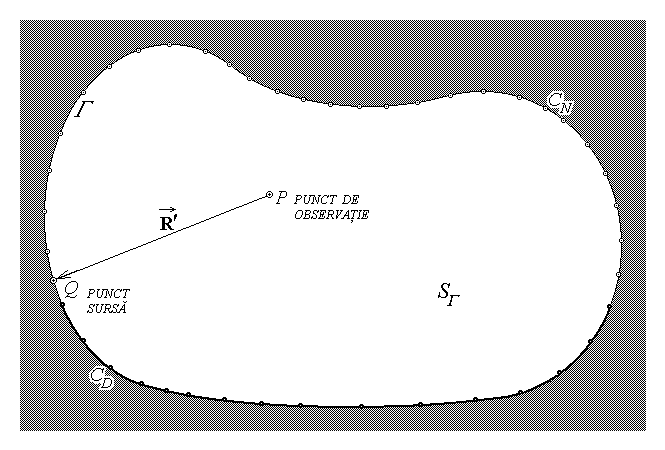 Γ
C_N
P PUNCT DE
OBSERVAȚIE
R'
Q PUNCT
SURSĂ
S_Γ
C_D